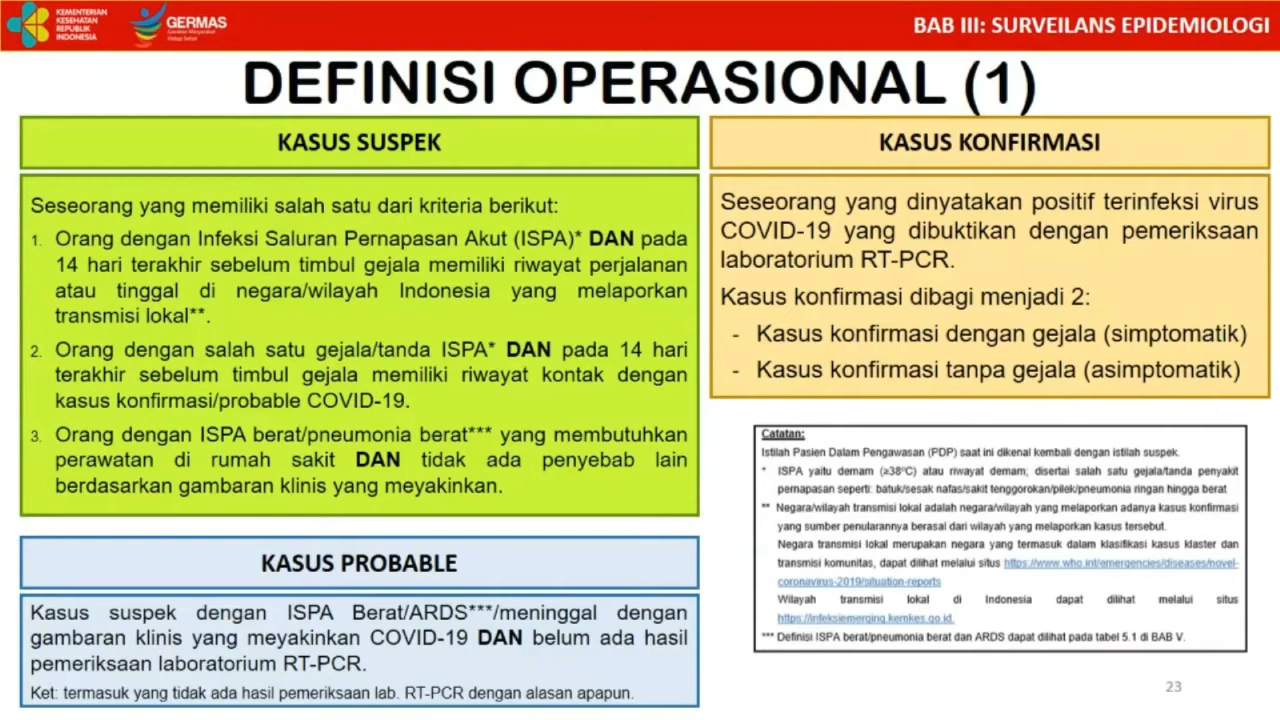 KEMENTERIAN
KESEHATAN
REPUBLIK
INDONESIA
GERMAS
Gerakan Masyarakat
Hidup Sehat
BAB III: SURVEILANS EPIDEMIOLOGI
DEFINISI OPERASIONAL (1)
KASUS SUSPEK
Seseorang yang memiliki salah satu dari kriteria berikut:
1. Orang dengan Infeksi Saluran Pernapasan Akut (ISPA)* DAN pada
14 hari terakhir sebelum timbul gejala memiliki riwayat perjalanan
atau tinggal di negara/wilayah Indonesia yang melaporkan
transmisi lokal**.
2. Orang dengan salah satu gejala/tanda ISPA* DAN pada 14 hari
terakhir sebelum timbul gejala memiliki riwayat kontak dengan
kasus konfirmasi/probable COVID-19.
3. Orang dengan ISPA berat/pneumonia berat*** yang membutuhkan
perawatan di rumah sakit DAN tidak ada penyebab lain
berdasarkan gambaran klinis yang meyakinkan.
KASUS PROBABLE
Kasus suspek dengan ISPA Berat/ARDS***/meninggal dengan
gambaran klinis yang meyakinkan COVID-19 DAN belum ada hasil
pemeriksaan laboratorium RT-PCR.
Ket: termasuk yang tidak ada hasil pemeriksaan lab. RT-PCR dengan alasan apapun.
KASUS KONFIRMASI
Seseorang yang dinyatakan positif terinfeksi virus
COVID-19 yang dibuktikan dengan pemeriksaan
laboratorium RT-PCR.
Kasus konfirmasi dibagi menjadi 2:
- Kasus konfirmasi dengan gejala (simptomatik)
- Kasus konfirmasi tanpa gejala (asimptomatik)
Catatan:
Istilah Pasien Dalam Pengawasan (PDP) saat ini dikenal kembali dengan istilah suspek.
* ISPA yaitu demam (≥38°C) atau riwayat demam; disertai salah satu gejala/tanda penyakit
pernapasan seperti: batuk/sesak nafas/sakit tenggorokan/pilek/pneumonia ringan hingga berat
** Negara/wilayah transmisi lokal adalah negara/wilayah yang melaporkan adanya kasus konfirmasi
yang sumber penularannya berasal dari wilayah yang melaporkan kasus tersebut.
Negara transmisi lokal merupakan negara yang termasuk dalam klasifikasi kasus klaster dan
transmisi komunitas, dapat dilihat melalui situs https://www.who.int/emergencies/diseases/novel-
coronavirus-2019/situation-reports
Wilayah transmisi lokal di Indonesia dapat dilihat melalui situs
https://infeksiemerging.kemkes.go.id.
*** Definisi ISPA berat/pneumonia berat dan ARDS dapat dilihat pada tabel 5.1 di BAB V.
23